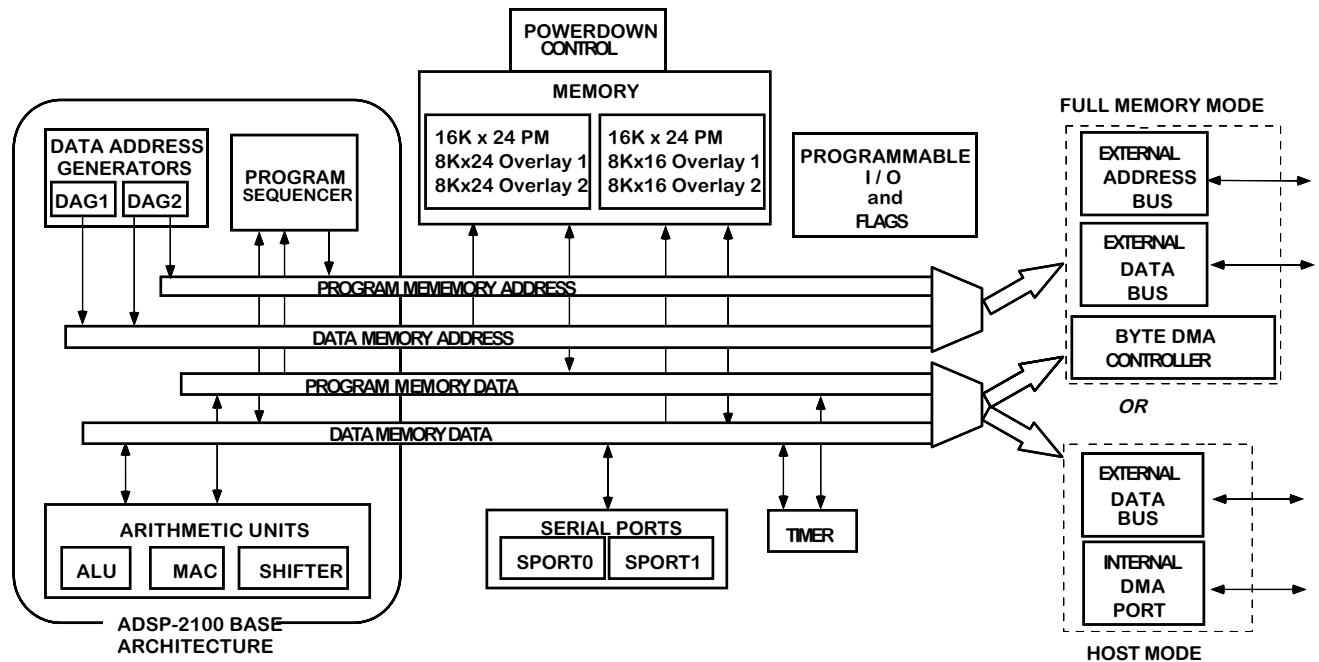 POWERDOWN
CONTROL
MEMORY
16K x 24 PM
8Kx24 Overlay 1
8Kx24 Overlay 2
16K x 24 PM
8Kx16 Overlay 1
8Kx16 Overlay 2
DATA ADDRESS
GENERATORS
DAG1
DAG2
PROGRAM
SEQUENCER
PROGRAMMABLE
I / O
and
FLAGS
FULL MEMORY MODE
EXTERNAL
ADDRESS
BUS
EXTERNAL
DATA
BUS
BYTE DMA
CONTROLLER
OR
PROGRAM MEMEMORY ADDRESS
DATA MEMORY ADDRESS
PROGRAM MEMORY DATA
DATA MEMORY DATA
ARITHMETIC UNITS
ALU
MAC
SHIFTER
SERIAL PORTS
SPORT0
SPORT1
TIMER
EXTERNAL
DATA
BUS
INTERNAL
DMA
PORT
HOST MODE
ADSP-2100 BASE
ARCHITECTURE